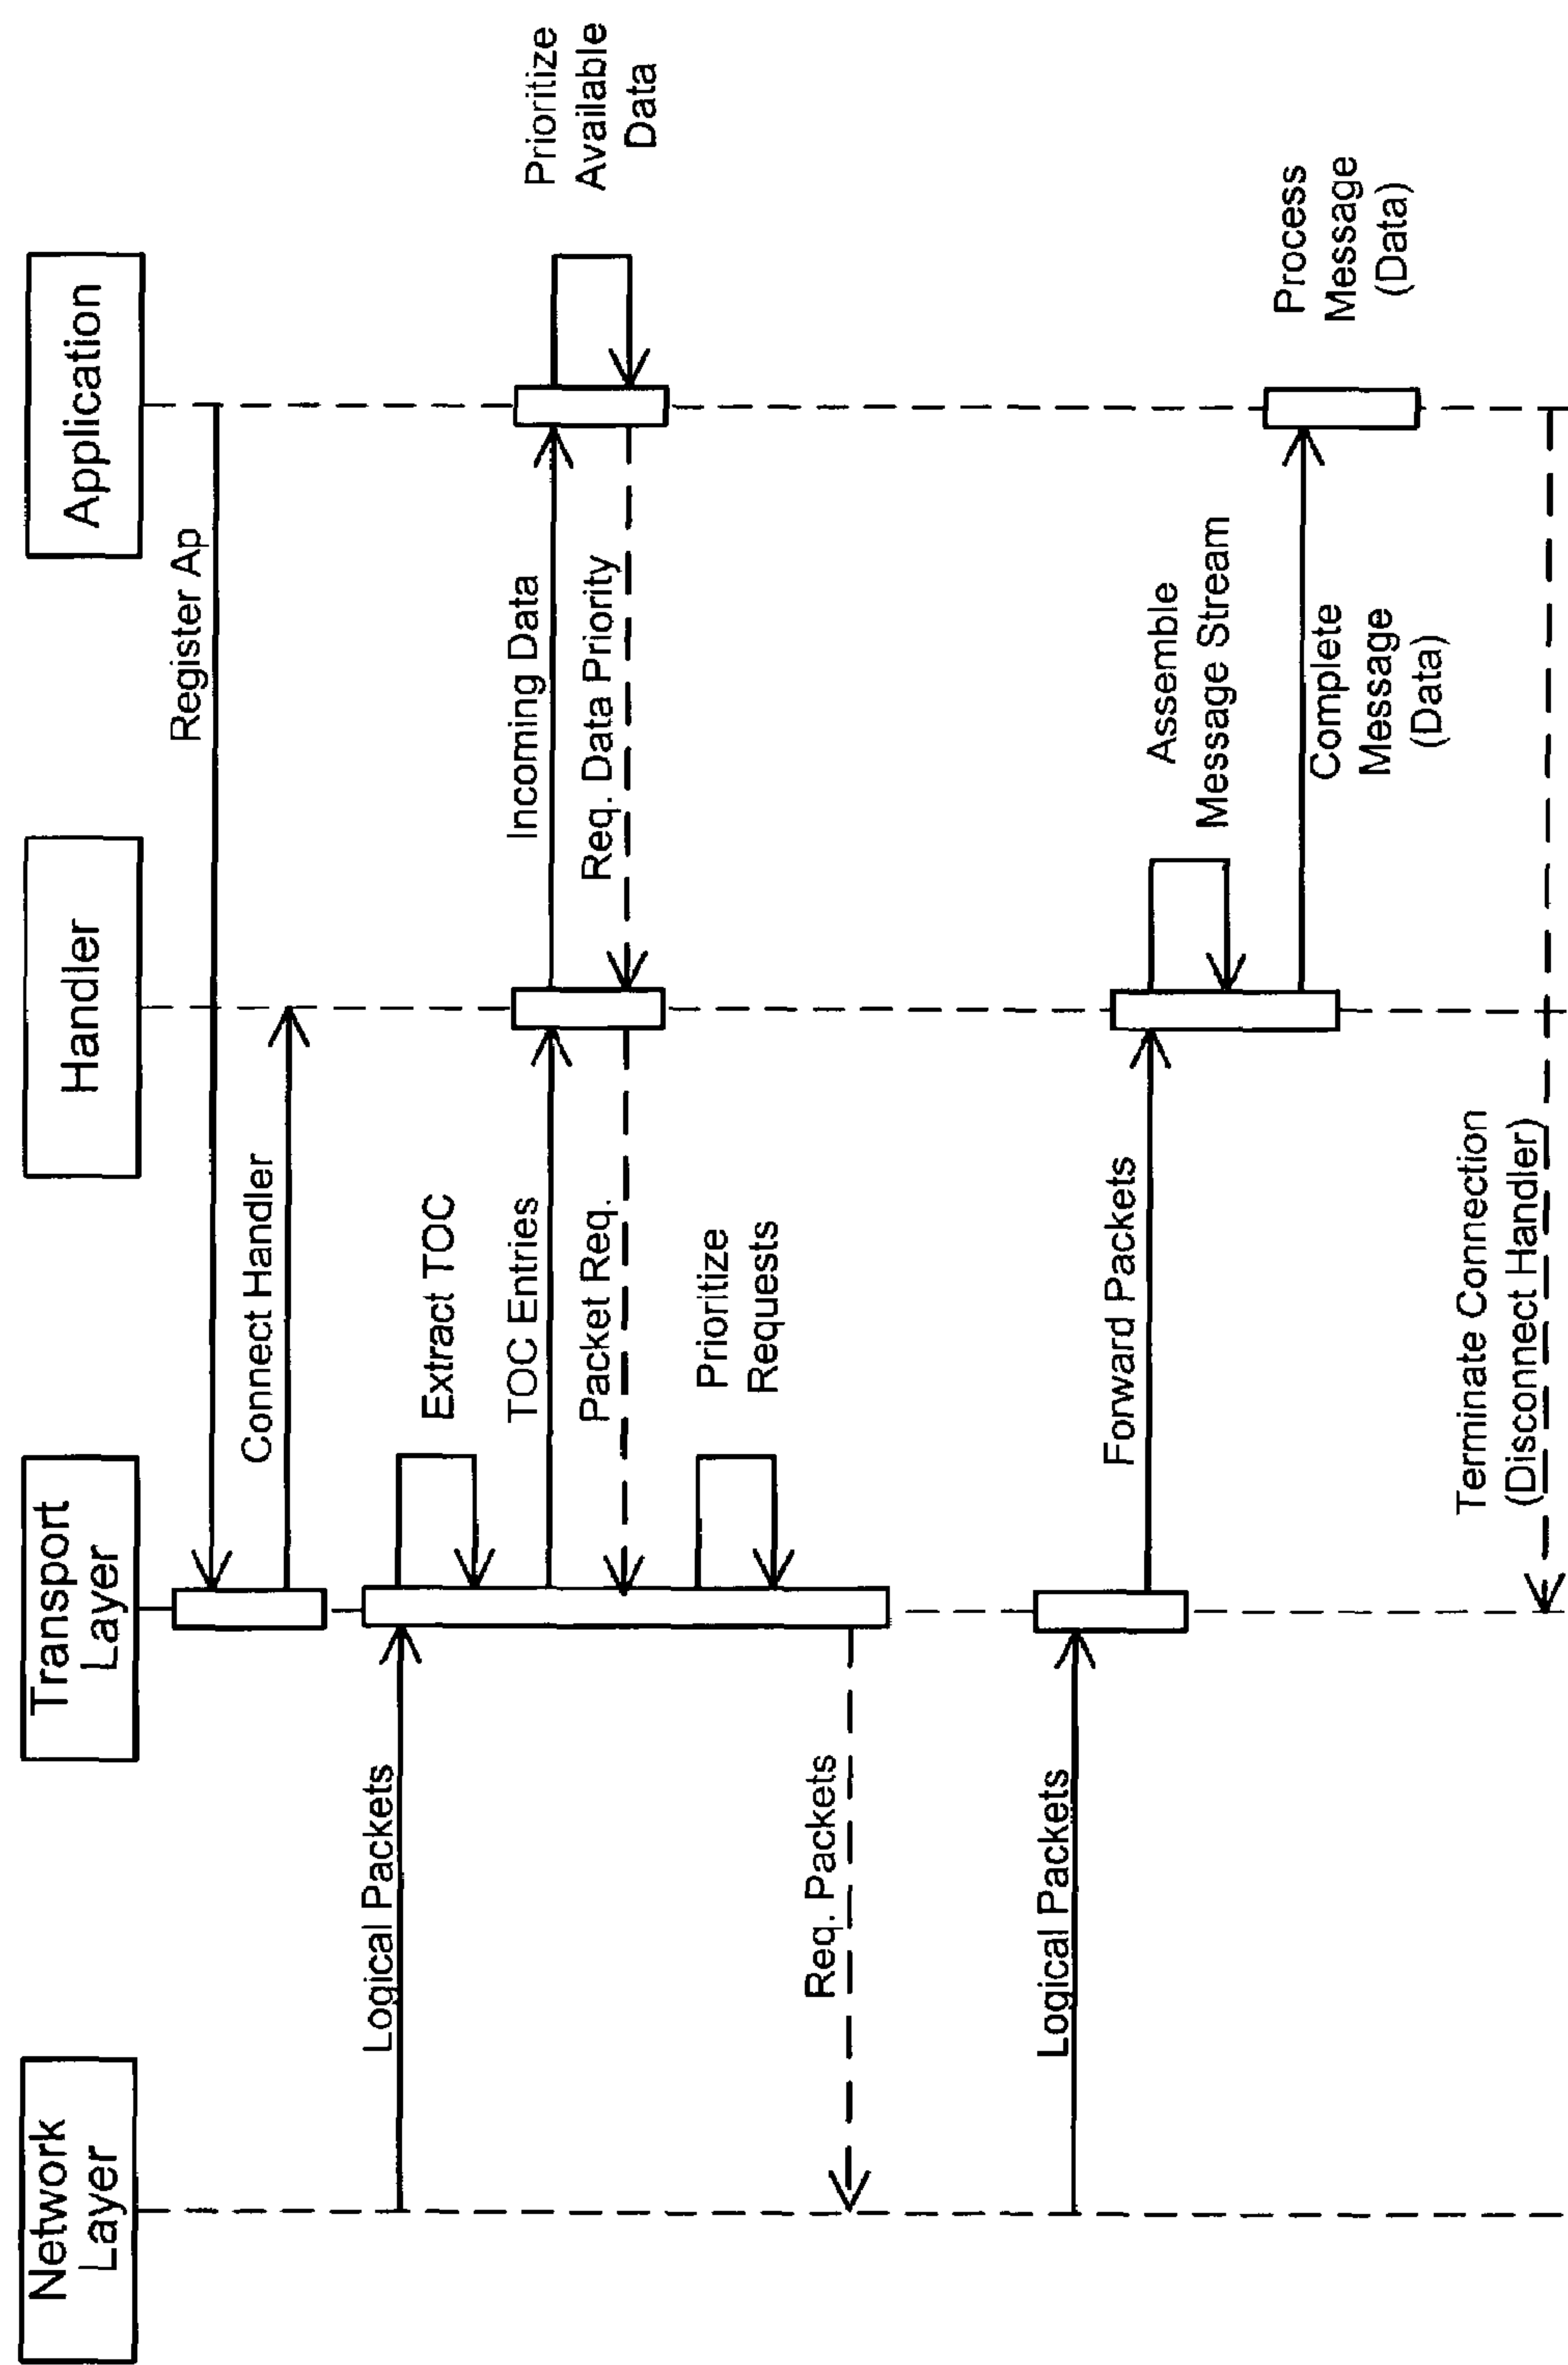 Network
Layer
Transport
Layer
Handler
Application
Register Ap
Connect Handler
Logical Packets
Extract TOC
TOC Entries
Incoming Data
Prioritize
Available
Data
Req. Data Priority
Packet Req.
Prioritize
Requests
Req. Packets
Logical Packets
Forward Packets
Assemble
Message Stream
Complete
Message
(Data)
Process
Message
(Data)
Terminate Connection
(Disconnect Handler)